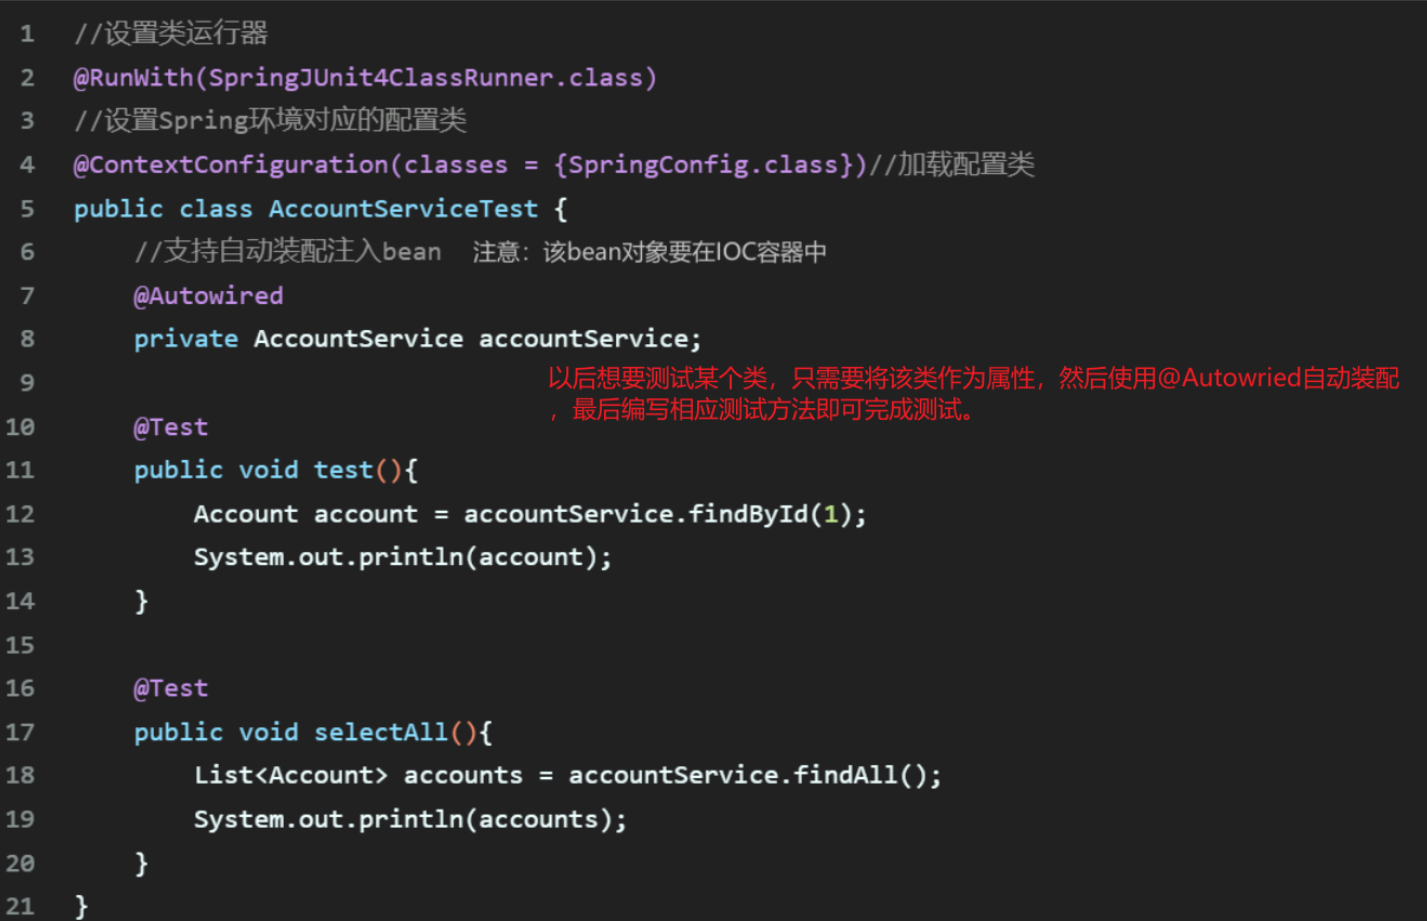 1 //设置类运行器
2 @RunWith(SpringJUnit4ClassRunner.class)
3 //设置Spring环境对应的配置类
4 @ContextConfiguration(classes = {SpringConfig.class})//加载配置类
5 public class AccountServiceTest {
6 //支持自动装配注入bean 注意：该bean对象要在IOC容器中
7 @Autowired
8 private AccountService accountService;
以后想要测试某个类，只需要将该类作为属性，然后使用@Autowried自动装配
9
，最后编写相应测试方法即可完成测试。
10 @Test
11 public void test(){
12 Account account = accountService.findById(1);
13 System.out.println(account);
14 }
15
16 @Test
17 public void selectAll(){
18 List<Account> accounts = accountService.findAll();
19 System.out.println(accounts);
20 }
21 }